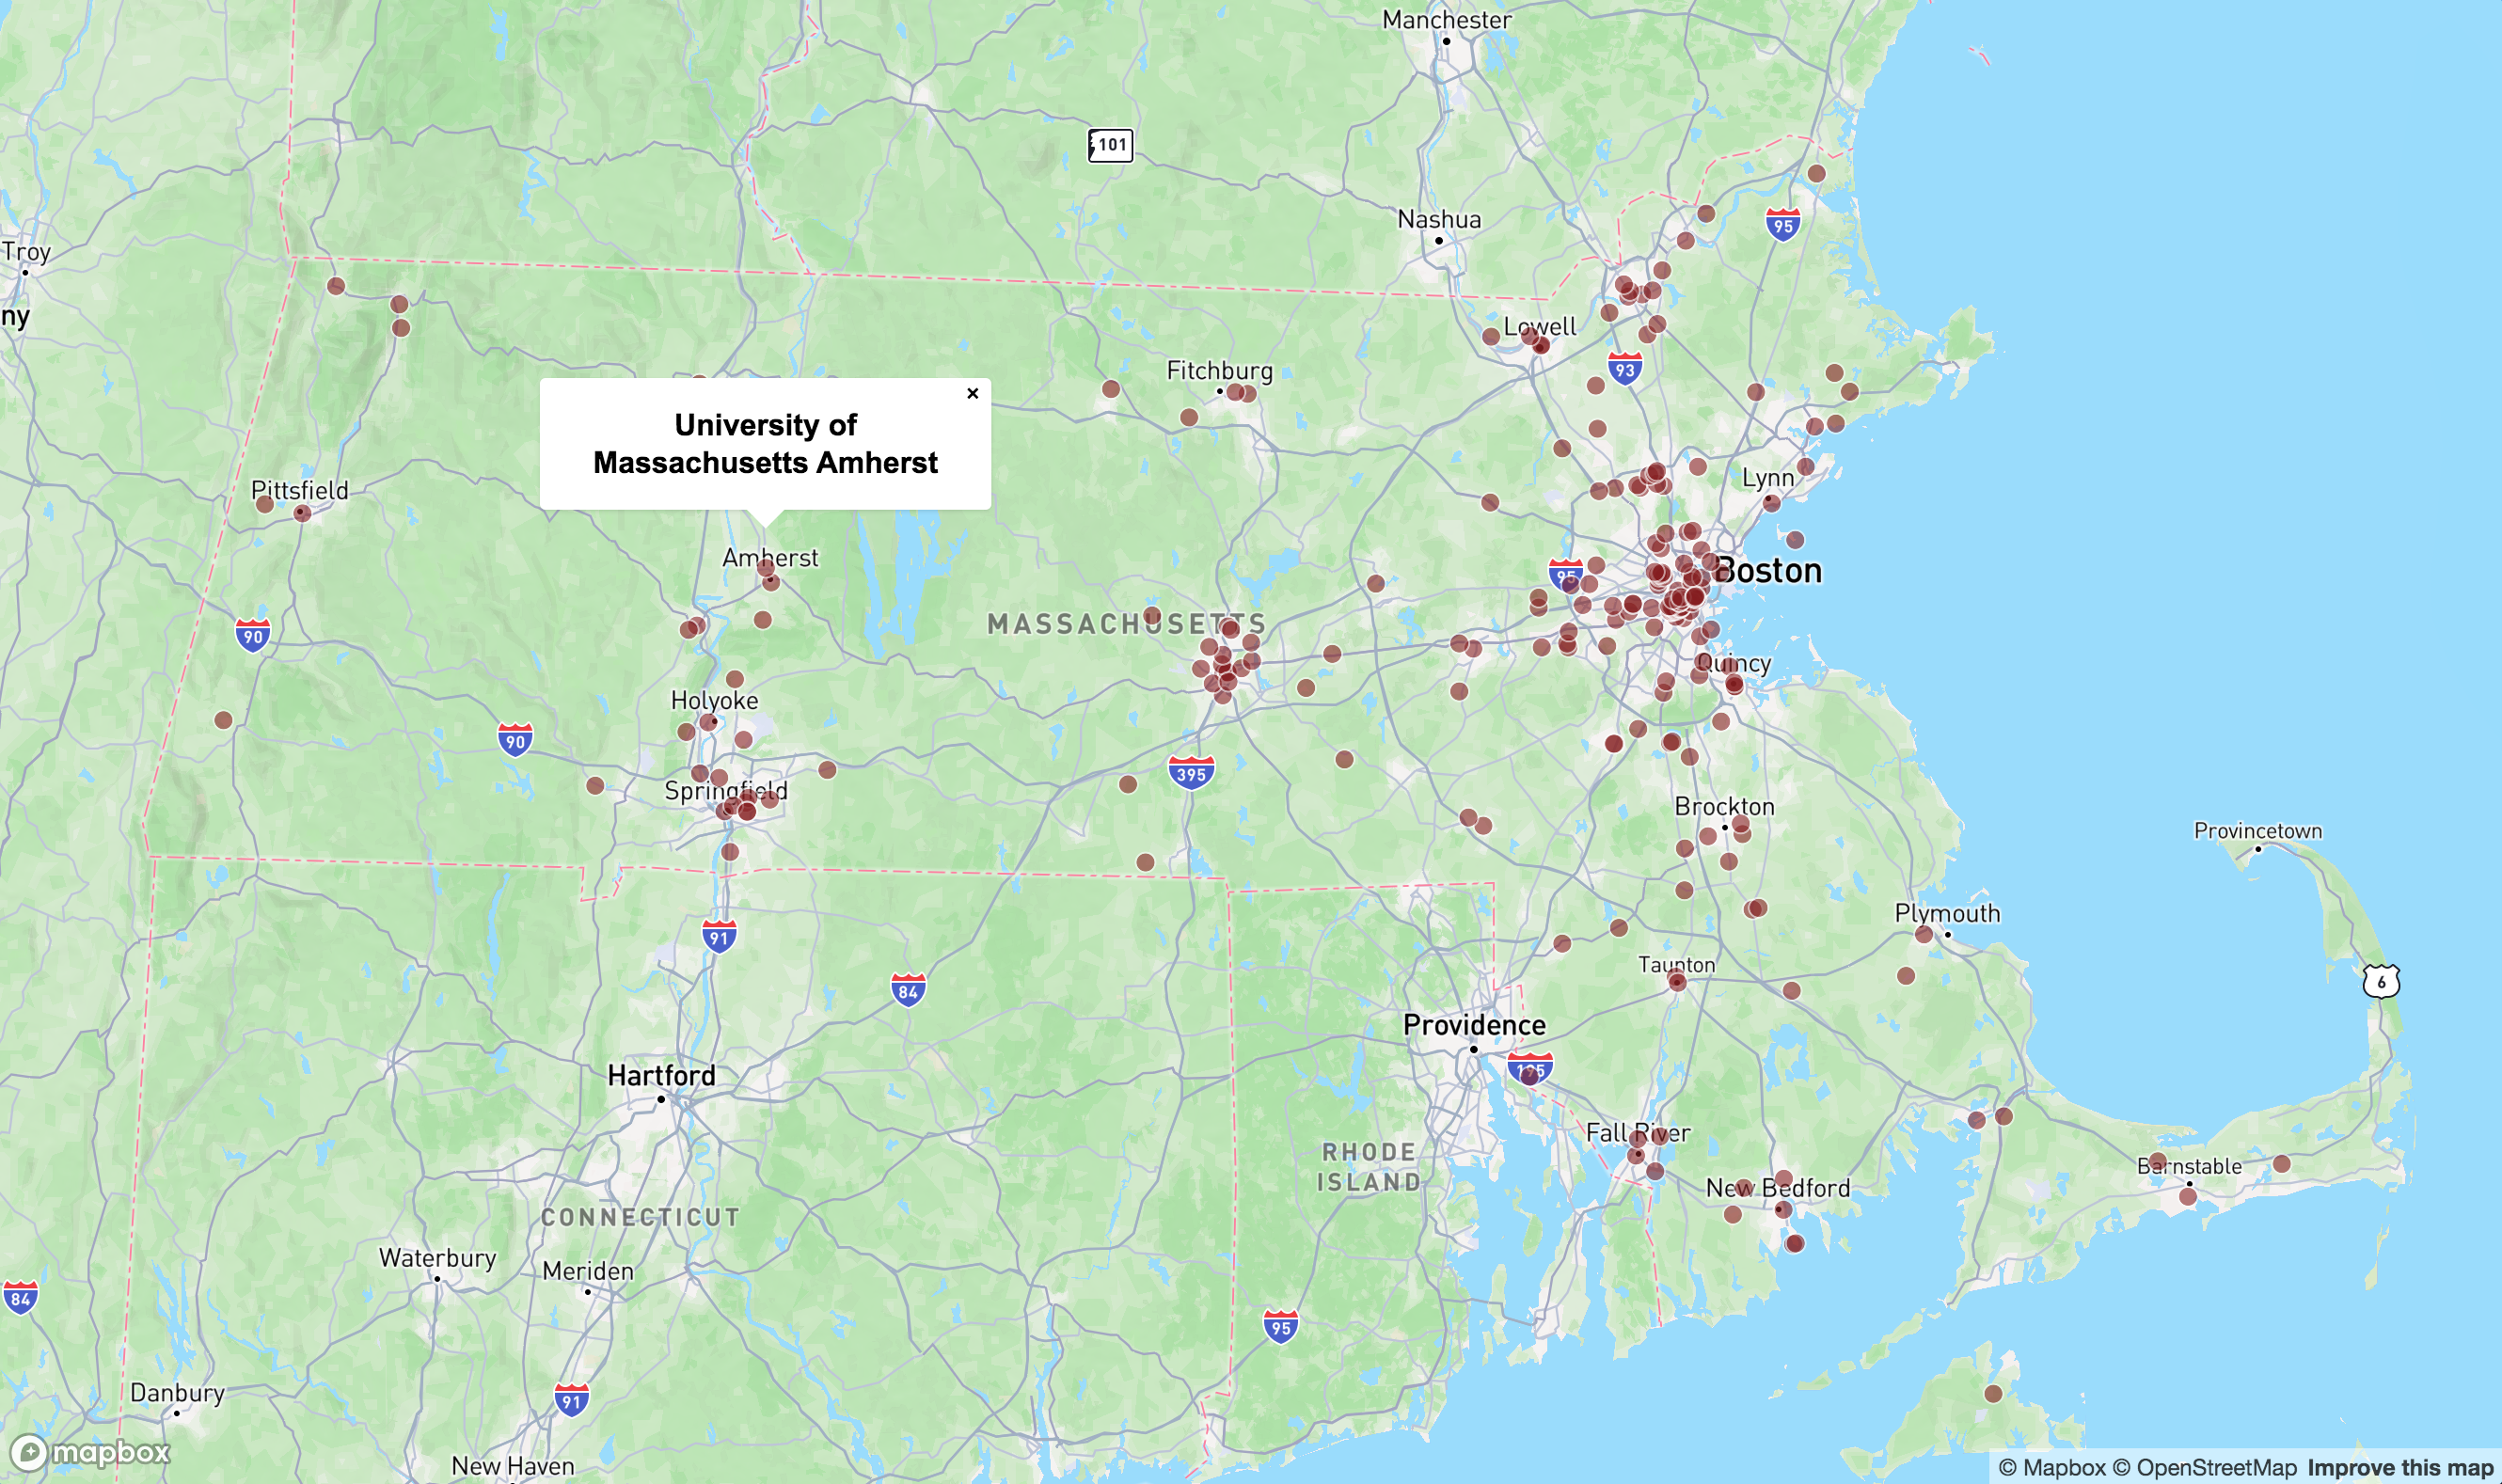 Manchester
101
Nashua
95
Troy
ny
Lowell
93
Fitchburg
×
University of
Massachusetts Amherst
Pittsfield
Lynn
Amherst
95
Boston
MASSACHUSETTS
90
Quincy
Holyoke
90
395
Springfield
Brockton
Provincetown
Plymouth
91
Taunton
84
6
Providence
Hartford
195
Fall River
RHODE
ISLAND
Barnstable
New Bedford
CONNECTICUT
Waterbury
Meriden
84
95
Danbury
91
mapbox
New Haven
© Mapbox © OpenStreetMap Improve this map